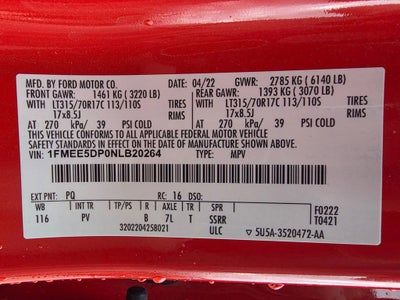 MFD. BY FORD MOTOR CO. 04/22 GVWR: 2785 KG ( 6140 LB)
FRONT GAWR: 1461 KG ( 3220 LB) REAR GAWR: 1393 KG ( 3070 LB)
WITH LT315/70R17C 113/110S WITH LT315/70R17C 113/110S
TIRES 17x8.5J TIRES 17x8.5J
RIMS RIMS
AT 270 kPa/ 39 PSI COLD AT 270 kPa/ 39 PSI COLD
THIS VEHICLE CONFORMS TO ALL APPLICABLE FEDERAL MOTOR VEHICLE
SAFETY STANDARDS IN EFFECT ON THE DATE OF MANUFACTURE SHOWN ABOVE.
VIN: 1FMEE5DP0NLB20264 TYPE: MPV
EXT PNT: PQ RC: 16 DSO:
WB INT TR TP/PS R AXLE TR SPR F0222
116 PV B 7L T SSRR T0421
3202204258021 ULC ▽ 5U5A-3520472-AA